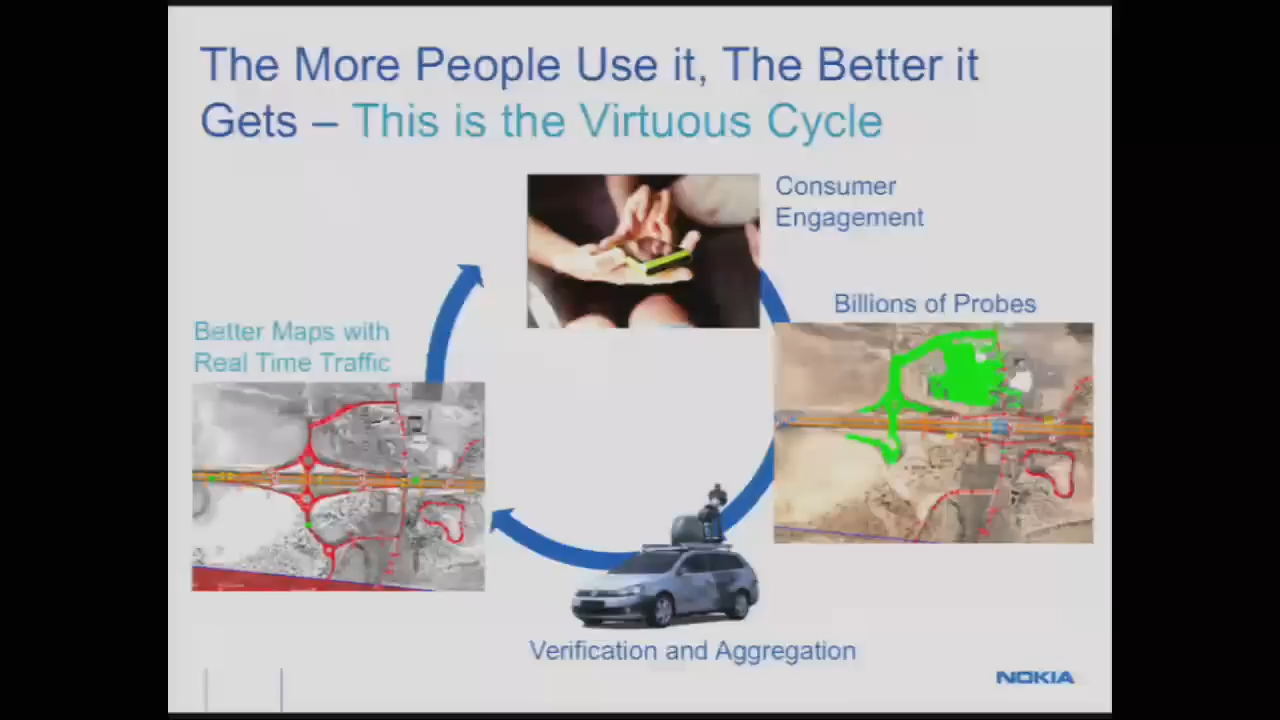 The More People Use it, The Better it
Gets – This is the Virtuous Cycle
Consumer
Engagement
Billions of Probes
Better Maps with
Real Time Traffic
Verification and Aggregation
NOKIA